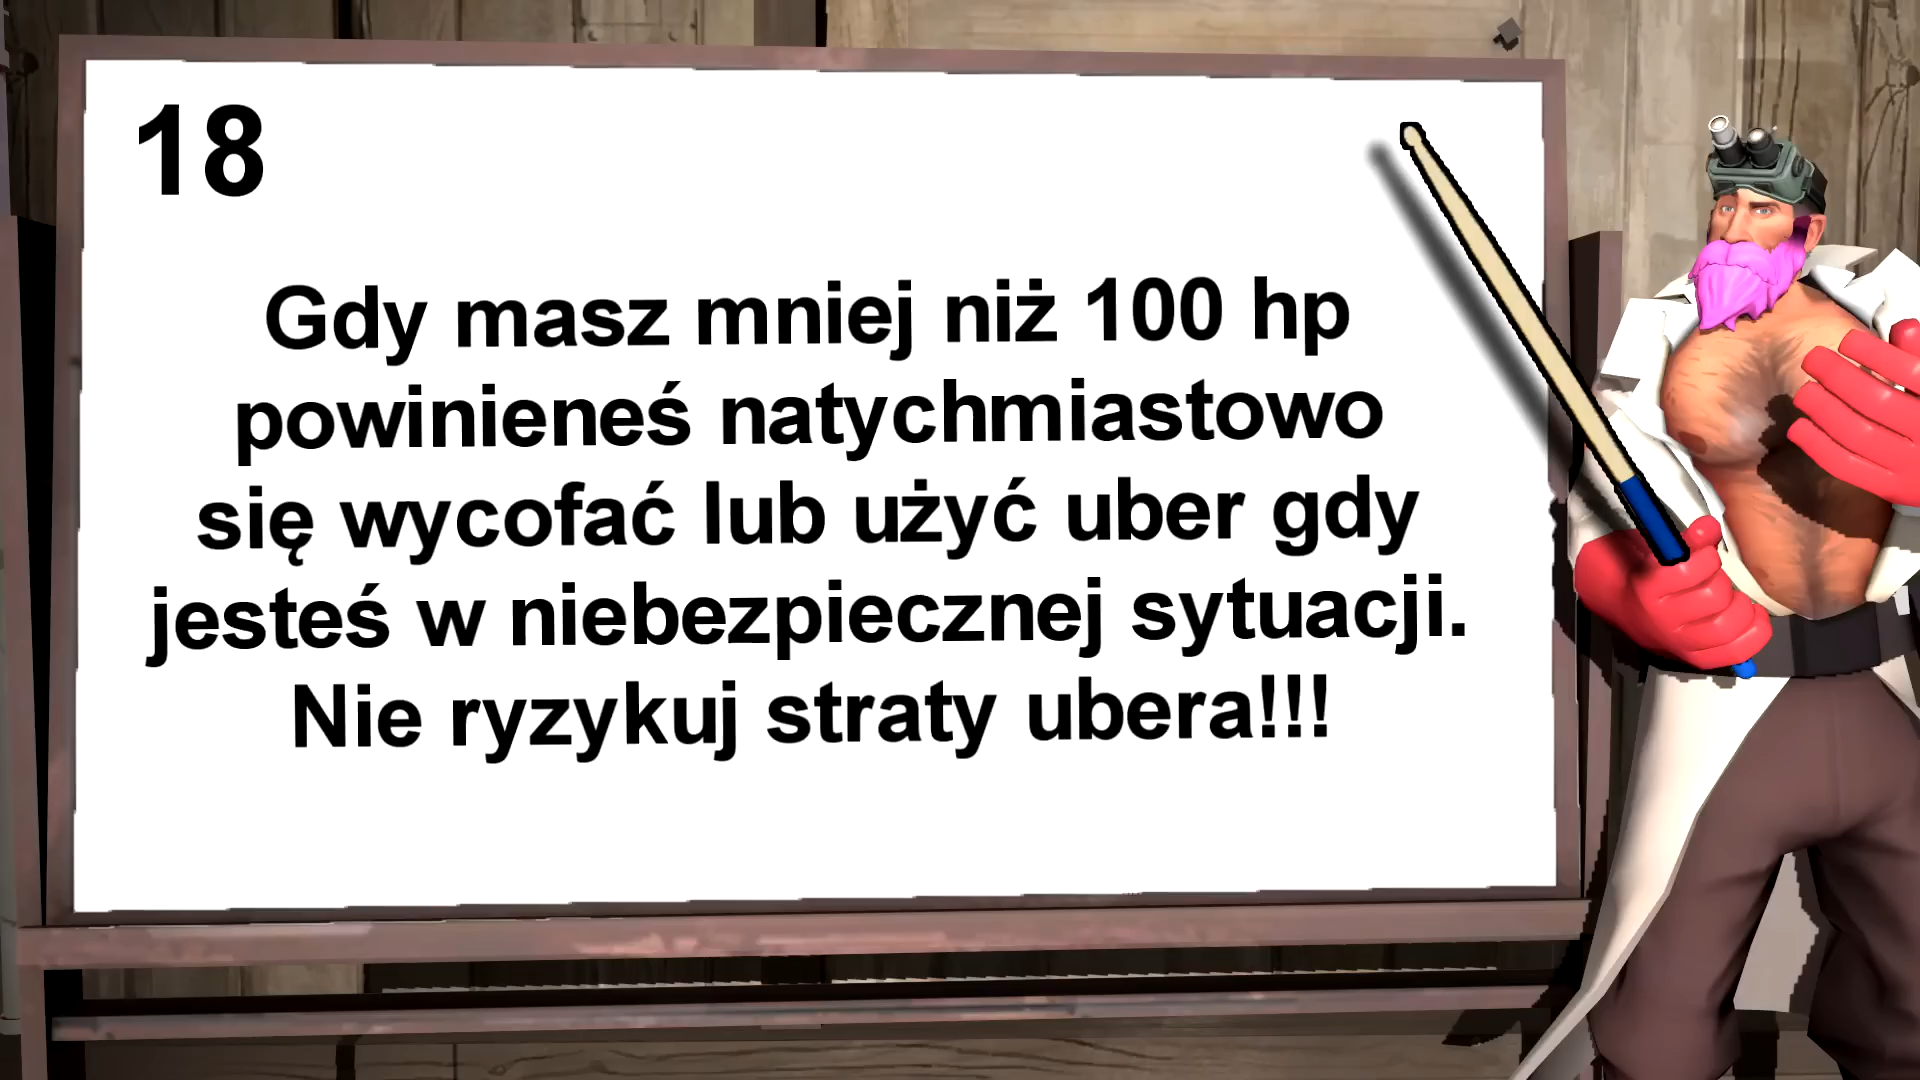 18
Gdy masz mniej niż 100 hp
powinieneś natychmiastowo
się wycofać lub użyć uber gdy
jesteś w niebezpiecznej sytuacji.
Nie ryzykuj straty ubera!!!